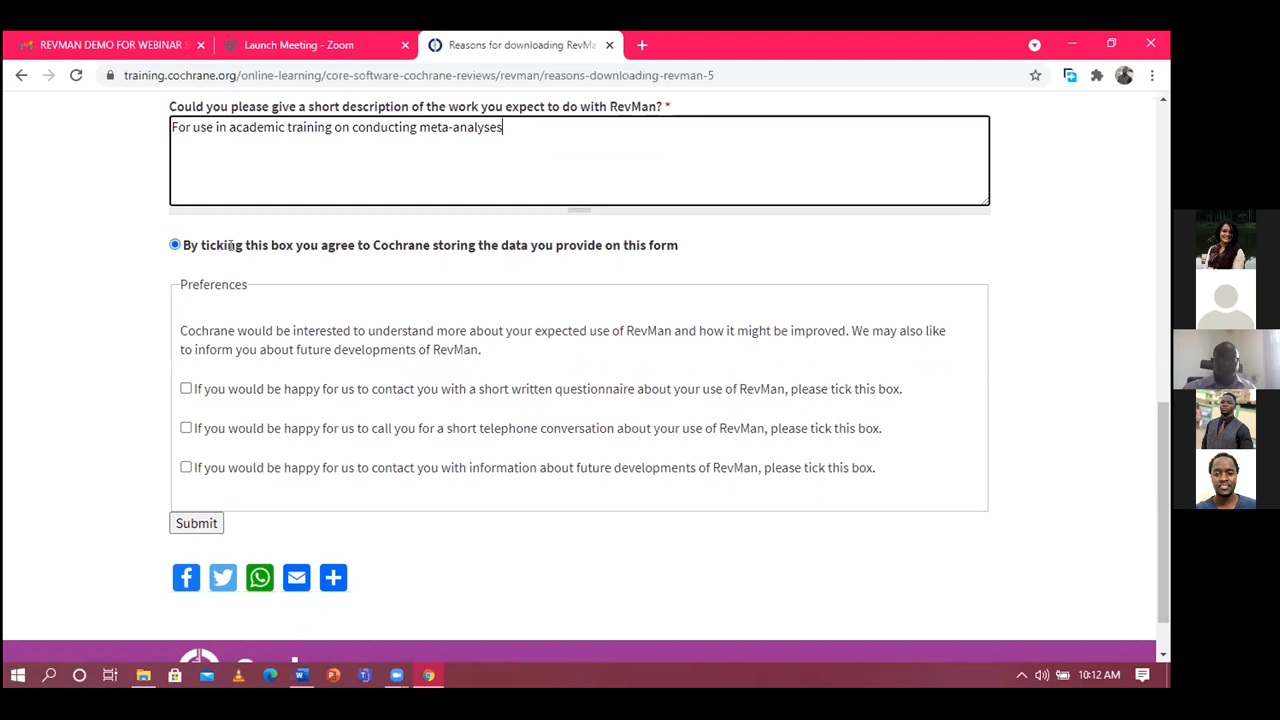 REVMAN DEMO FOR WEBINAR
Launch Meeting - Zoom
Reasons for downloading RevMa
training.cochrane.org/online-learning/core-software-cochrane-reviews/revman/reasons-downloading-revman-5
Could you please give a short description of the work you expect to do with RevMan? *
For use in academic training on conducting meta-analyses
By ticking this box you agree to Cochrane storing the data you provide on this form
Preferences
Cochrane would be interested to understand more about your expected use of RevMan and how it might be improved. We may also like
to inform you about future developments of RevMan.
If you would be happy for us to contact you with a short written questionnaire about your use of RevMan, please tick this box.
If you would be happy for us to call you for a short telephone conversation about your use of RevMan, please tick this box.
If you would be happy for us to contact you with information about future developments of RevMan, please tick this box.
Submit
10:12 AM